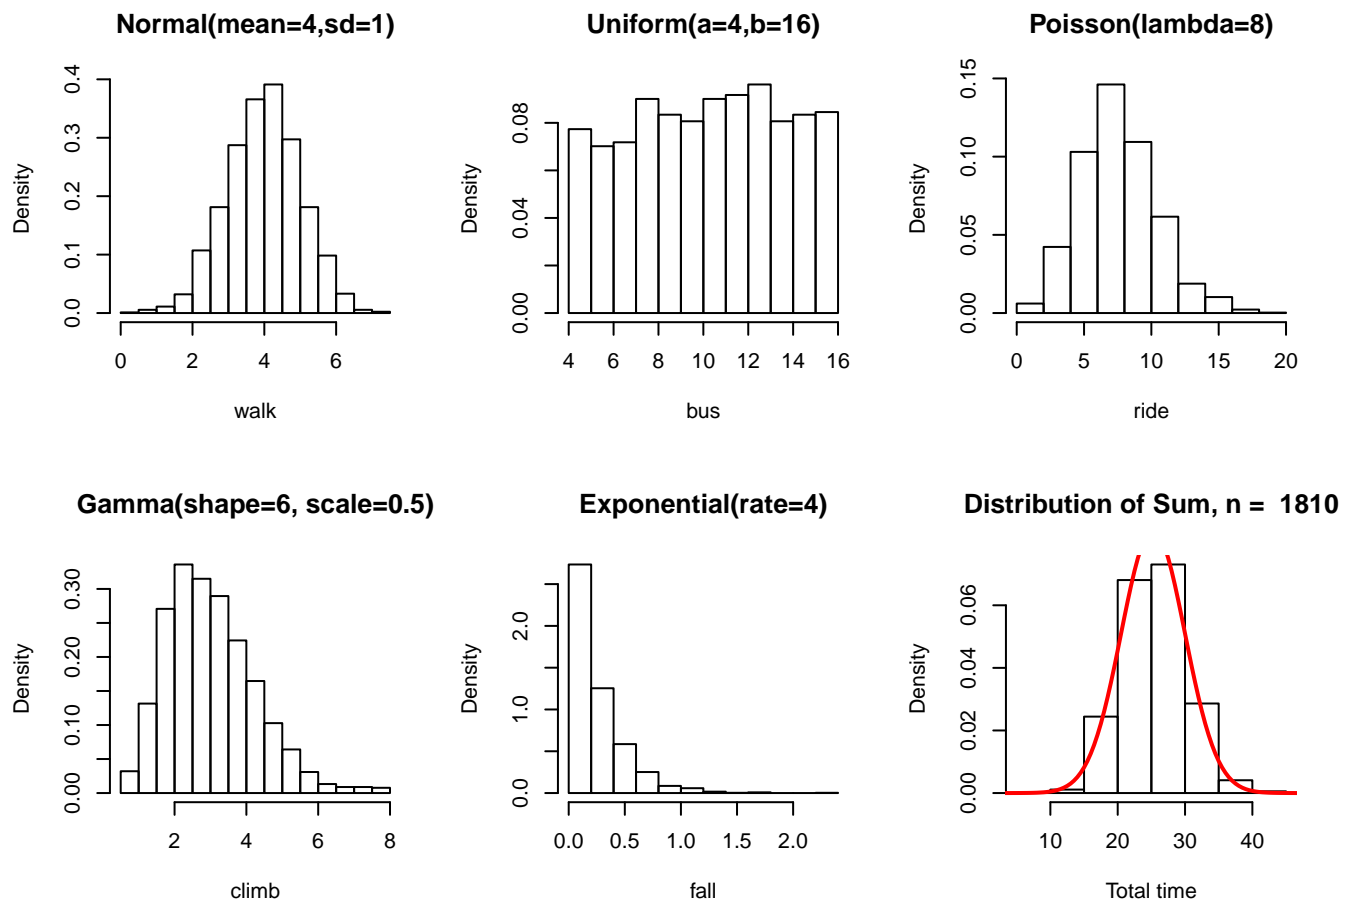 Normal(mean=4,sd=1)
Density
0.0 0.1 0.2 0.3 0.4
0 2 4 6
walk
Uniform(a=4,b=16)
Density
0.00 0.04 0.08
4 6 8 10 12 14 16
bus
Poisson(lambda=8)
Density
0.00 0.05 0.10 0.15
0 5 10 15 20
ride
Gamma(shape=6, scale=0.5)
Density
0.00 0.10 0.20 0.30
2 4 6 8
climb
Exponential(rate=4)
Density
0.0 1.0 2.0
0.0 0.5 1.0 1.5 2.0
fall
Distribution of Sum, n =  1810
Density
0.00 0.02 0.04 0.06
10 20 30 40
Total time